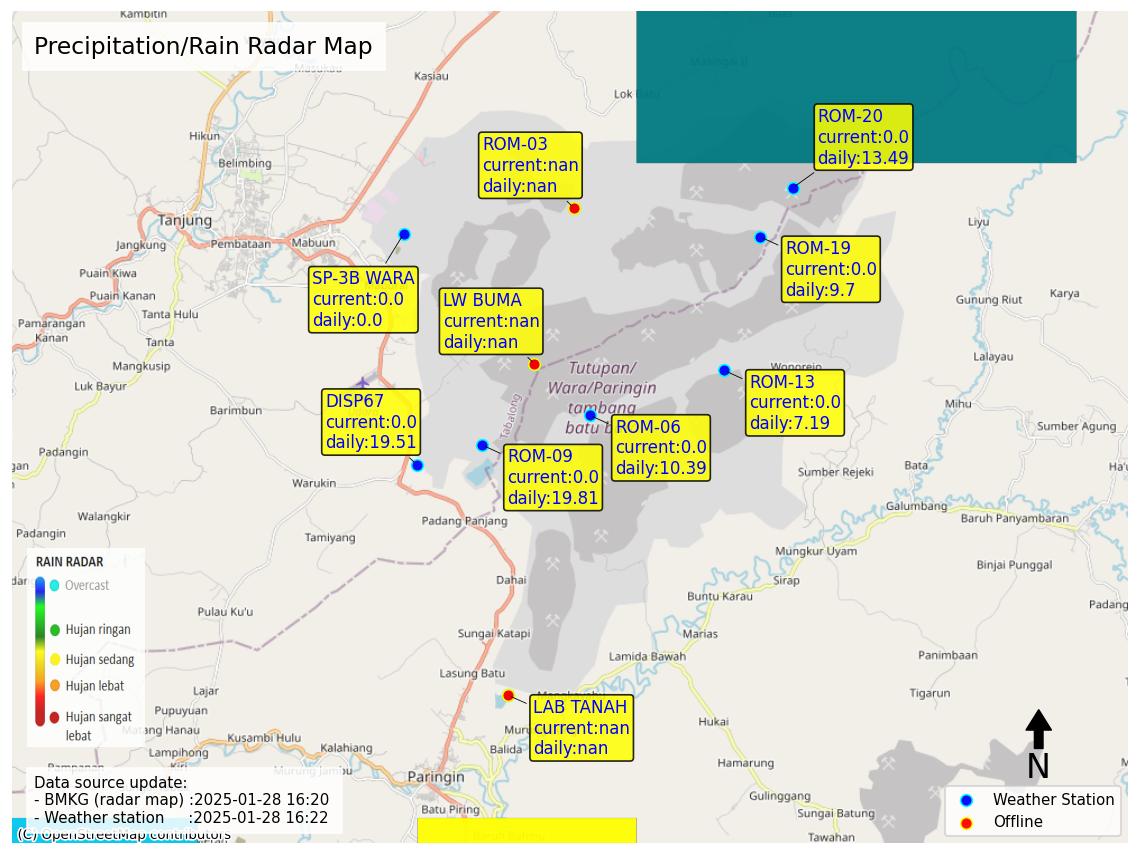 Kambitin
Precipitation/Rain Radar Map
Masukau
Kasiau
Hikun
Belimbing
Tanjung
Jangkung
Pembataan
Mabuun
Puain Kiwa
Puain Kanan
Tanta Hulu
Pamarangan
Kanan
Tanta
Mangkusip
Luk Bayur
Barimbun
Padangin
Warukin
Walangkir
Padangin
Tamiyang
Padang Panjang
ROM-03
current:nan
daily:nan
ROM-20
current:0.0
daily:13.49
SP-3B WARA
current:0.0
daily:0.0
LW BUMA
current:nan
daily:nan
ROM-19
current:0.0
daily:9.7
DISP67
current:0.0
daily:19.51
Tabalong
Tutupan/
Wara/Paringin
tambang
batu b
Wonorejo
ROM-13
current:0.0
daily:7.19
ROM-06
current:0.0
daily:10.39
ROM-09
current:0.0
daily:19.81
Liyu
Gunung Riut
Karya
Lalayau
Mihu
Sumber Agung
Sumber Rejeki
Bata
Galumbang
Baruh Panyambaran
Mungkur Uyam
Binjai Punggal
Sirap
Buntu Karau
Padang
Marias
Dahai
Sungai Katapi
Lamida Bawah
Panimbaan
Lasung Batu
Tigarun
Hukai
LAB TANAH
current:nan
daily:nan
Balida
Hamarung
Paringin
Gulinggang
Batu Piring
Sungai Batung
Tawahan
Pulau Ku'u
RAIN RADAR
Overcast
Hujan ringan
Hujan sedang
Hujan lebat
Hujan sangat
lebat
Lajar
Pupuyuan
Matang Hanau
Kusambi Hulu
Lampihong
Kalahiang
Murung Jambu
Data source update:
- BMKG (radar map) :2025-01-28 16:20
- Weather station :2025-01-28 16:22
(C) OpenStreetMap contributors
N
Weather Station
Offline